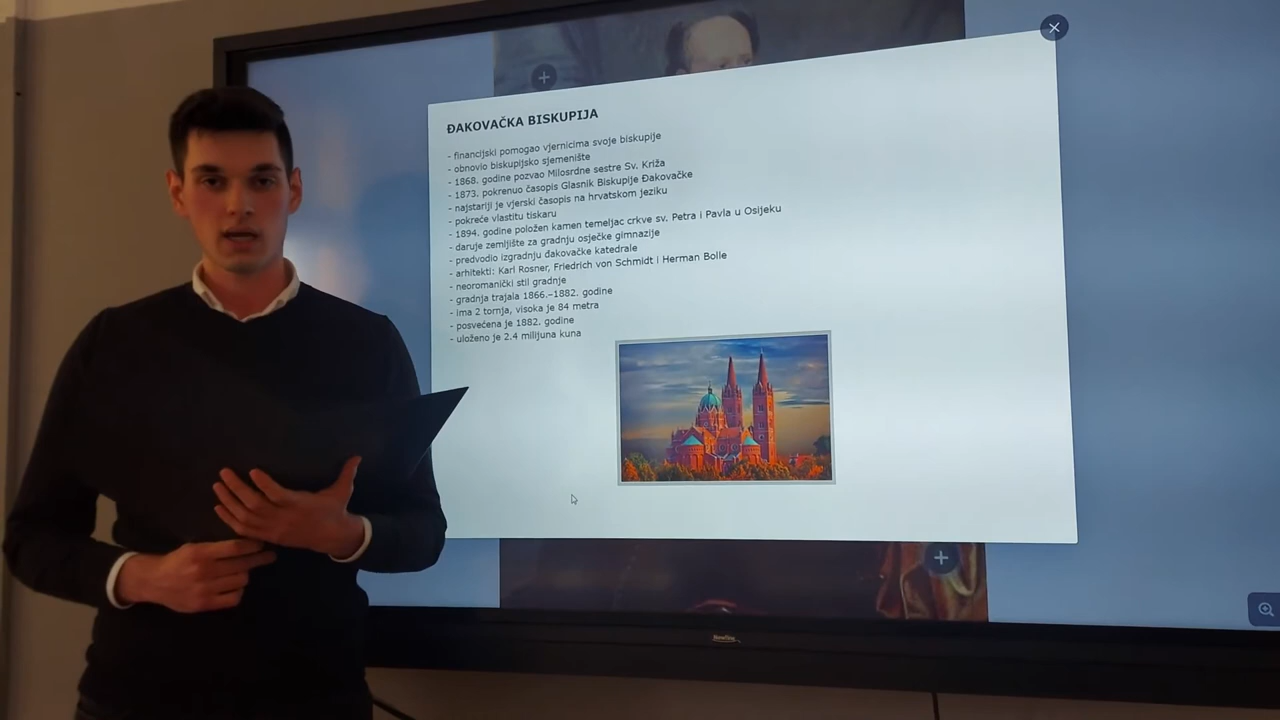 ĐAKOVAČKA BISKUPIJA
- financijski pomogao vjernicima svoje biskupije
- obnovio biskupijsko sjemenište
- 1868. godine pozvao Milosrdne sestre Sv. Križa
- 1873. pokrenuo časopis Glasnik Biskupije Đakovačke
- najstariji je vjerski časopis na hrvatskom jeziku
- pokreće vlastitu tiskaru
- 1894. godine položen kamen temeljac crkve sv. Petra i Pavla u Osijeku
- daruje zemljište za gradnju osječke gimnazije
- predvodio izgradnju đakovačke katedrale
- arhitekti: Karl Rosner, Friedrich von Schmidt i Herman Bolle
- neoromanički stil gradnje
- gradnja trajala 1866.–1882. godine
- ima 2 tornja, visoka je 84 metra
- posvećena je 1882. godine
- uloženo je 2.4 milijuna kuna